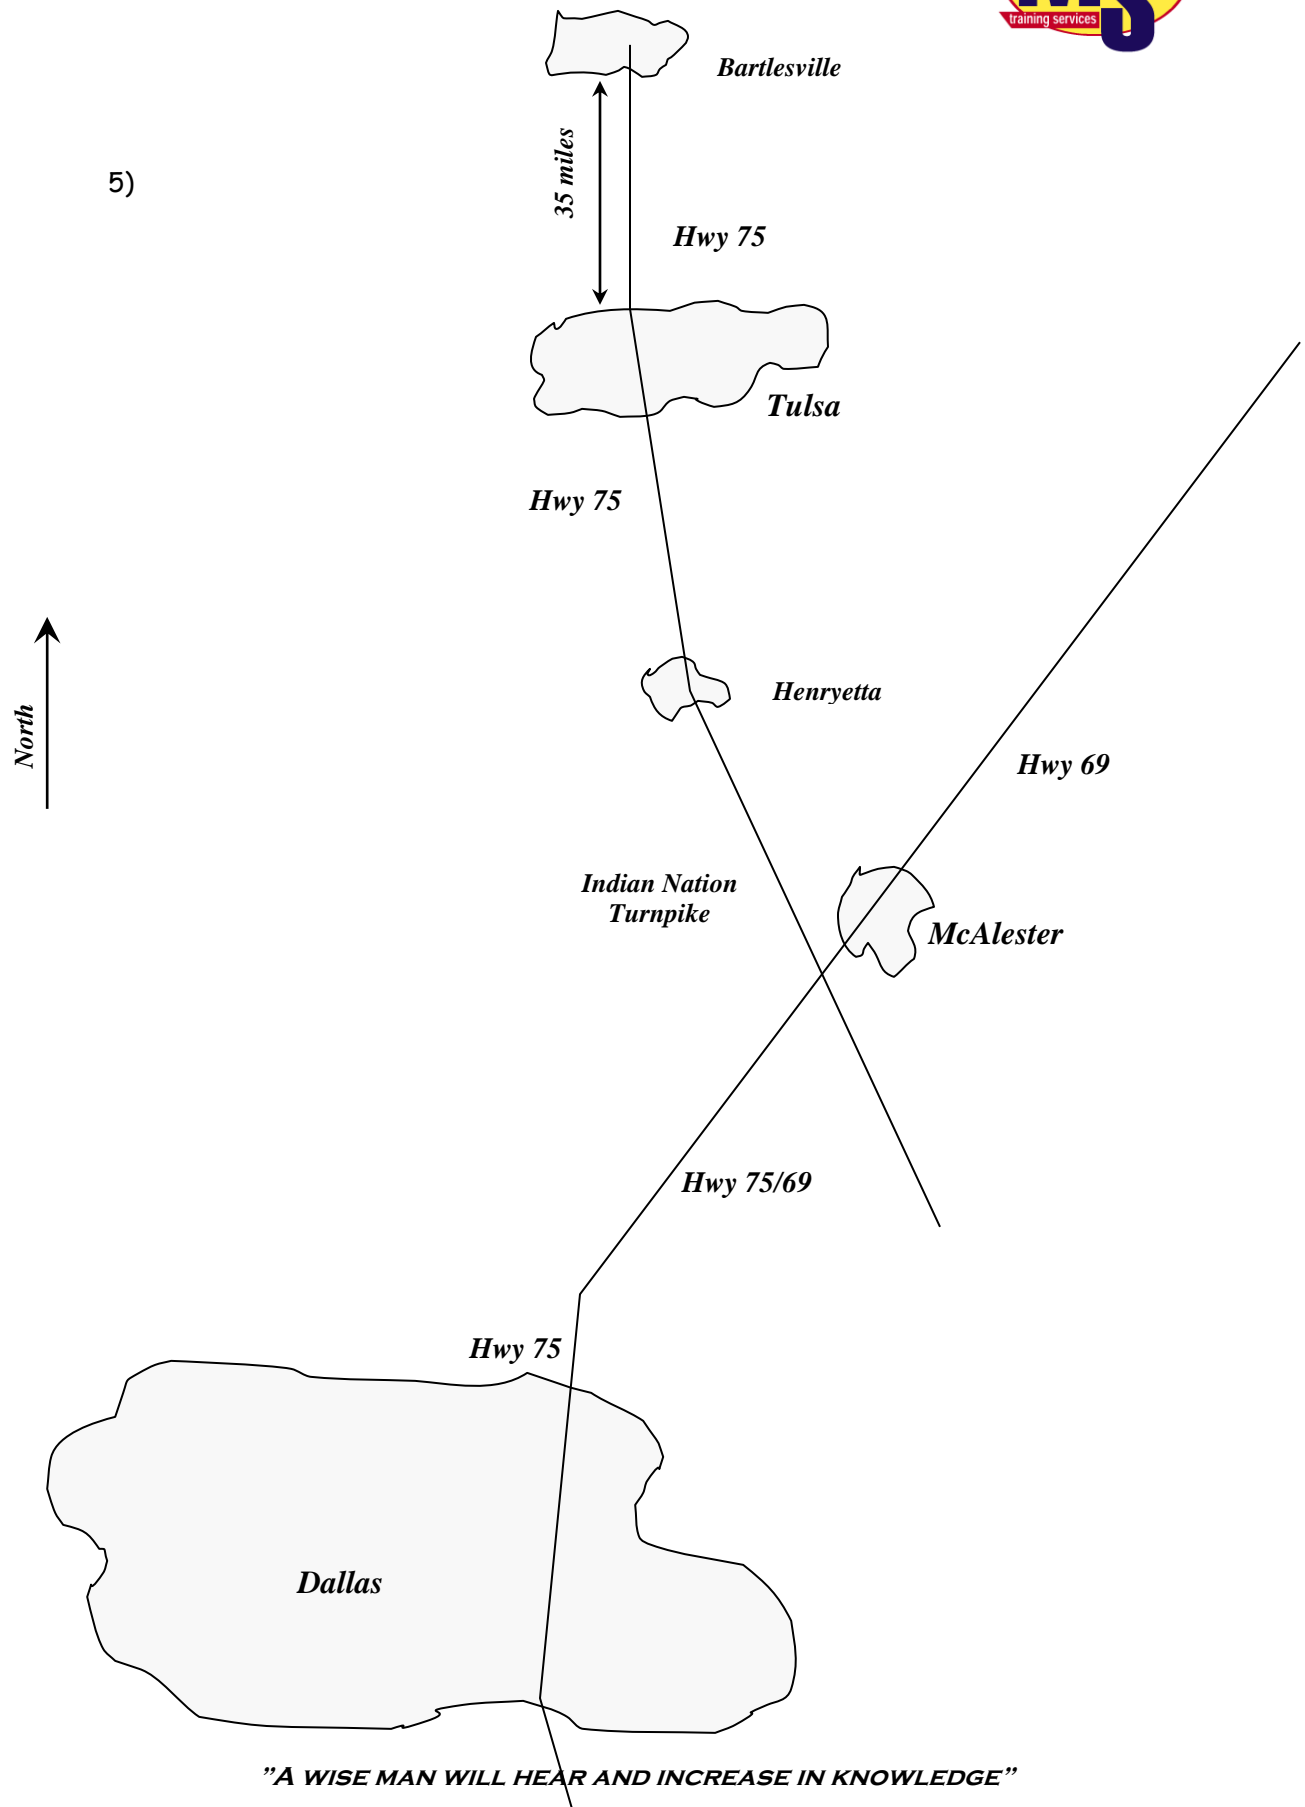 training services
Bartlesville
35 miles
5)
Hwy 75
Tulsa
Hwy 75
Henryetta
North
Hwy 69
Indian Nation
Turnpike
McAlester
Hwy 75/69
Hwy 75
Dallas
”A WISE MAN WILL HEAR AND INCREASE IN KNOWLEDGE”